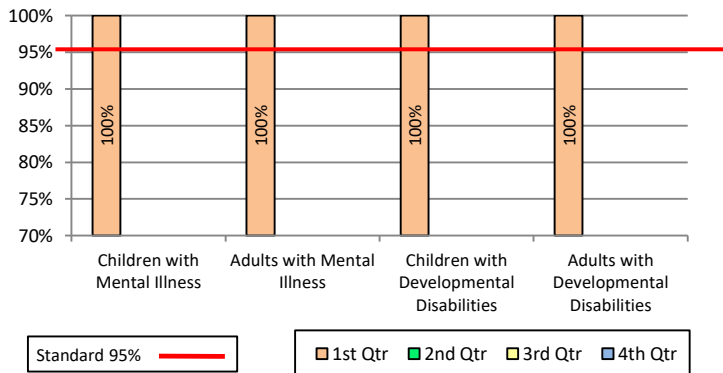 100%
95%
90%
85%
80%
75%
70%
100%
100%
100%
100%
Children with
Mental Illness
Adults with Mental
Illness
Children with
Developmental
Disabilities
Adults with
Developmental
Disabilities
Standard 95%
1st Qtr 2nd Qtr 3rd Qtr 4th Qtr